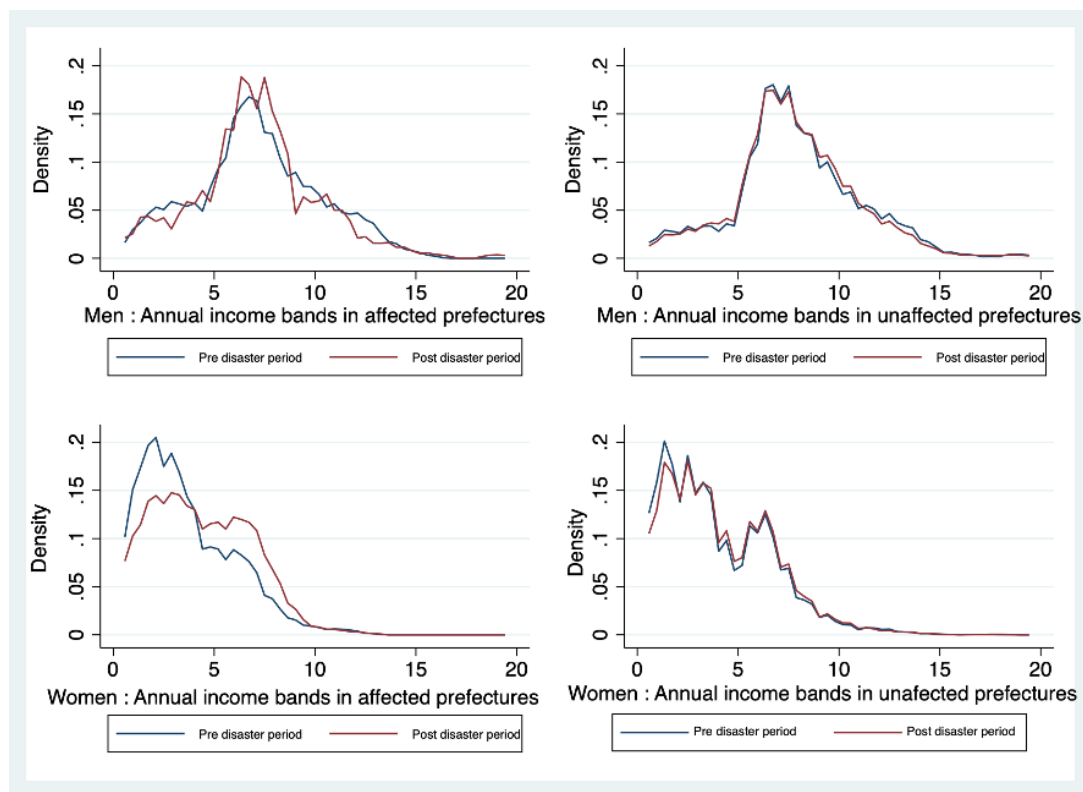 Density
.2
.15
.1
.05
0
0 5 10 15 20
Men : Annual income bands in affected prefectures
Pre disaster period Post disaster period
Density
.2
.15
.1
.05
0
0 5 10 15 20
Men : Annual income bands in unaffected prefectures
Pre disaster period Post disaster period
Density
.2
.15
.1
.05
0
0 5 10 15 20
Women : Annual income bands in affected prefectures
Pre disaster period Post disaster period
Density
.2
.15
.1
.05
0
0 5 10 15 20
Women : Annual income bands in unafected prefectures
Pre disaster period Post disaster period